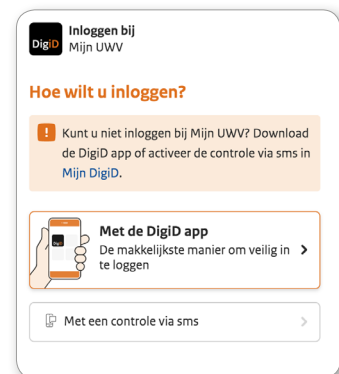 DigiD
Inloggen bij
Mijn UWV
Hoe wilt u inloggen?
! Kunt u niet inloggen bij Mijn UWV? Download
de DigiD app of activeer de controle via sms in
Mijn DigiD.
DigiD
Met de DigiD app
De makkelijkste manier om veilig in
te loggen
Met een controle via sms